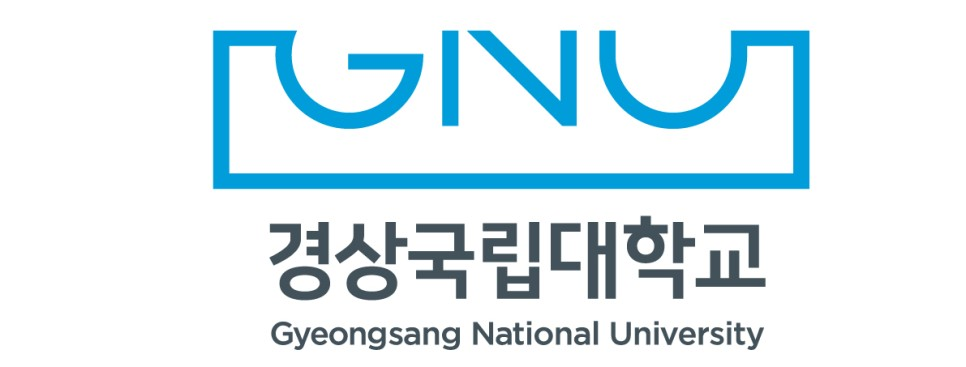 GNU
경상국립대학교
Gyeongsang National University